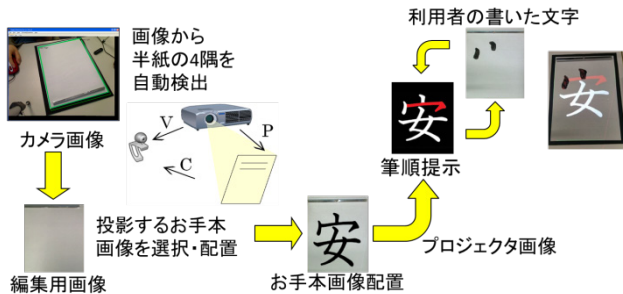 画像から
半紙の4隅を
自動検出
カメラ画像
V
P
C
編集用画像
投影するお手本
画像を選択・配置
安
お手本画像配置
プロジェクタ画像
安
筆順提示
利用者の書いた文字
安